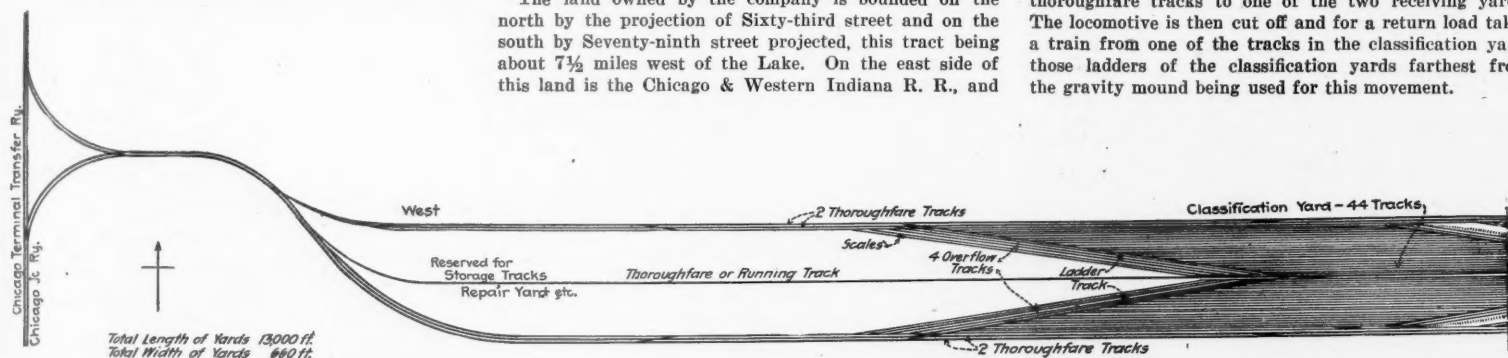 The land owned by the company is bounded on the
north by the projection of Sixty-third street and on the
south by Seventy-ninth street projected, this tract being
about 7½ miles west of the Lake. On the east side of
this land is the Chicago & Western Indiana R. R., and
thoroughfare tracks to one of the two receiving yar
The locomotive is then cut off and for a return load tak
a train from one of the tracks in the classification ya
those ladders of the classification yards farthest fr
the gravity mound being used for this movement.
Chicago Terminal Transfer Ry.
Chicago Jc Ry.
West
2 Thoroughfare Tracks
Classification Yard - 44 Tracks
Scales
4 Overflow
Tracks
Ladder
Track
Reserved for
Storage Tracks
Repair Yard etc.
Thoroughfare or Running Track
2 Thoroughfare Tracks
Total Length of Yards 13,000 ft.
Total Width of Yards 660 ft.